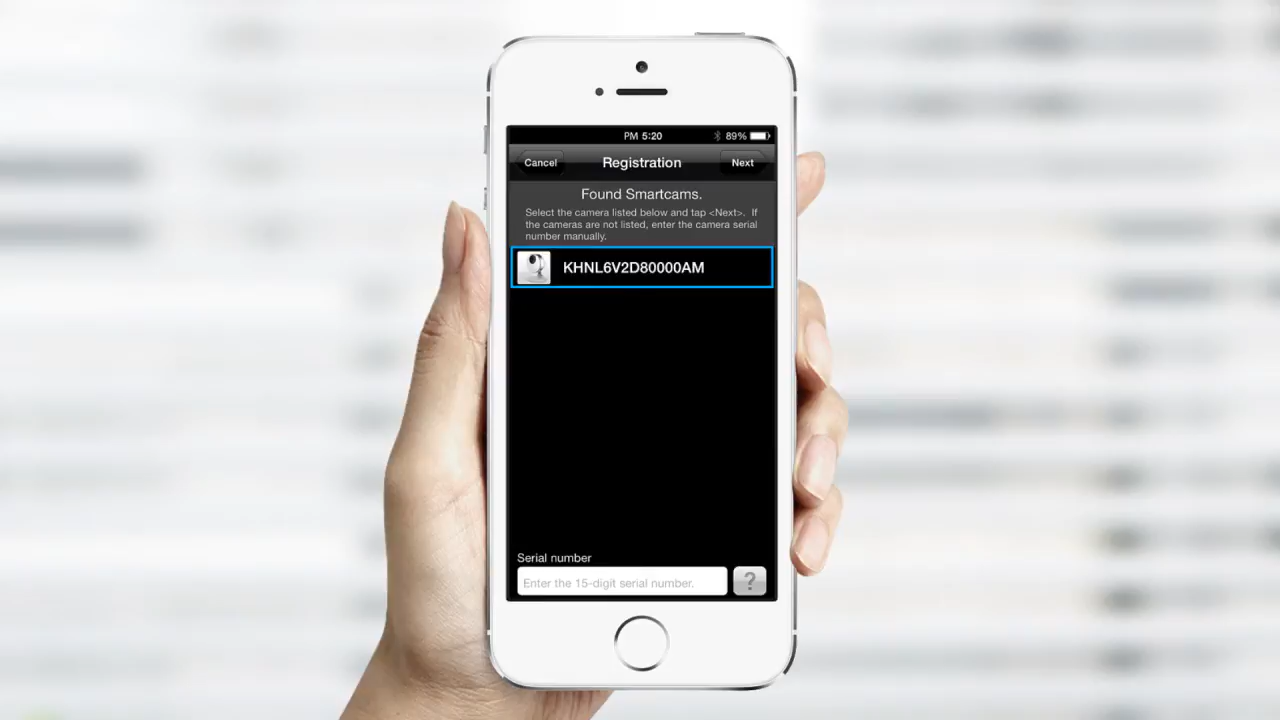 PM 5:20 89%
Cancel Registration Next
Found Smartcams.
Select the camera listed below and tap <Next>. If
the cameras are not listed, enter the camera serial
number manually.
KHNL6V2D80000AM
Serial number
Enter the 15-digit serial number. ?